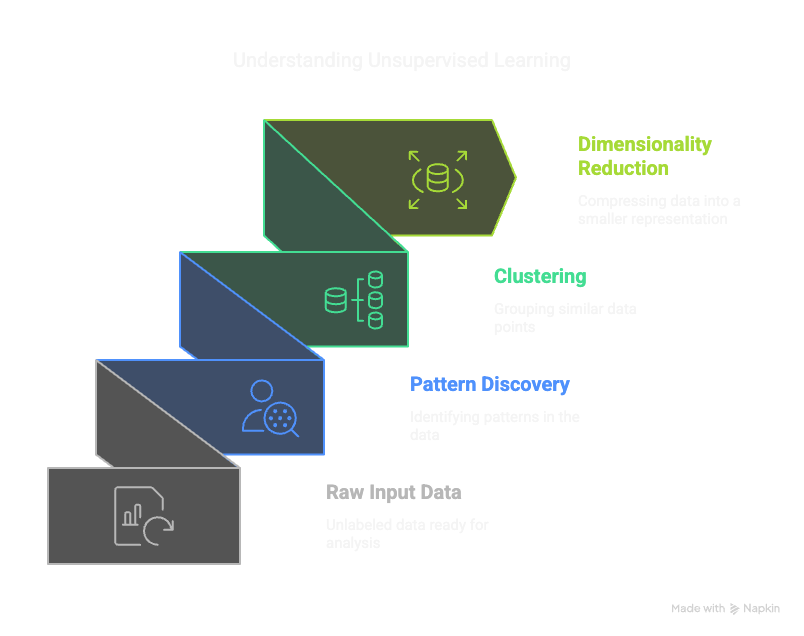 Understanding Unsupervised Learning
Dimensionality
Reduction
Compressing data into a
smaller representation
Clustering
Grouping similar data
points
Pattern Discovery
Identifying patterns in the
data
Raw Input Data
Unlabeled data ready for
analysis
Made with Napkin